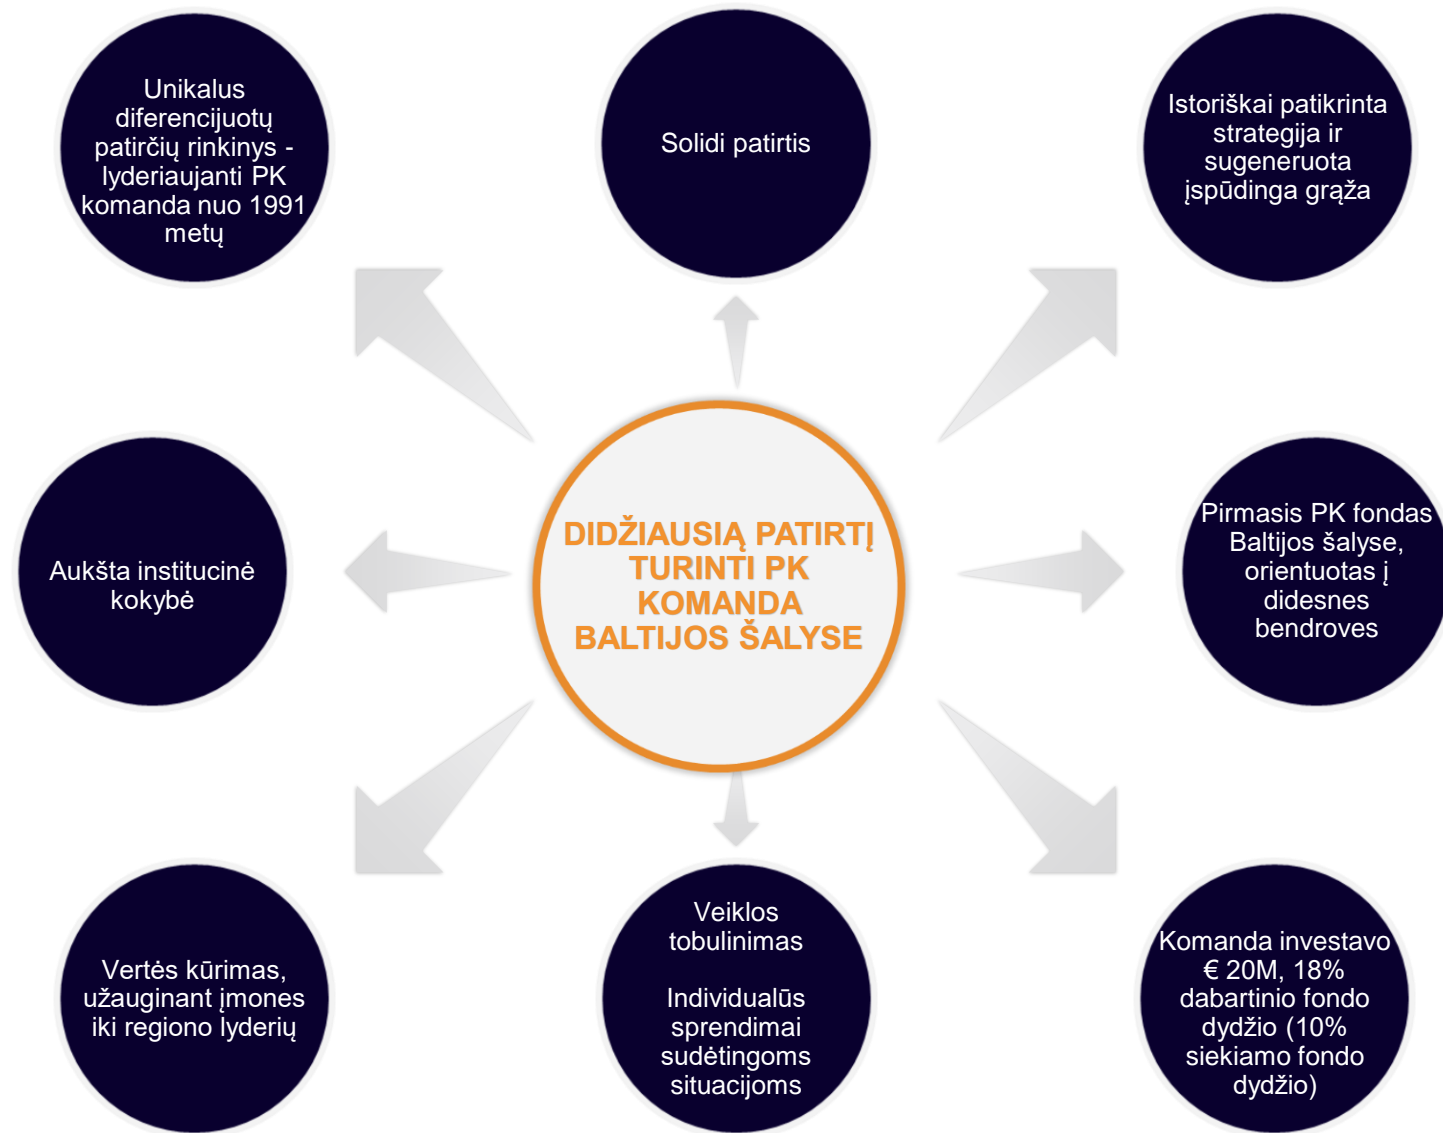 Unikalus
diferencijuotų
patirčių rinkinys -
lyderiaujanti PK
komanda nuo 1991
metų
Solidi patirtis
Istoriškai patikrinta
strategija ir
sugeneruota
įspūdinga grąža
Aukšta institucinė
kokybė
DIDŽIAUSIĄ PATIRTĮ
TURINTI PK
KOMANDA
BALTIJOS ŠALYSE
Pirmasis PK fondas
Baltijos šalyse,
orientuotas į
didesnes
bendroves
Vertės kūrimas,
užauginant įmones
iki regiono lyderių
Veiklos
tobulinimas
Individualūs
sprendimai
sudėtingoms
situacijoms
Komanda investavo
€ 20M, 18%
dabartinio fondo
dydžio (10%
siekiamo fondo
dydžio)